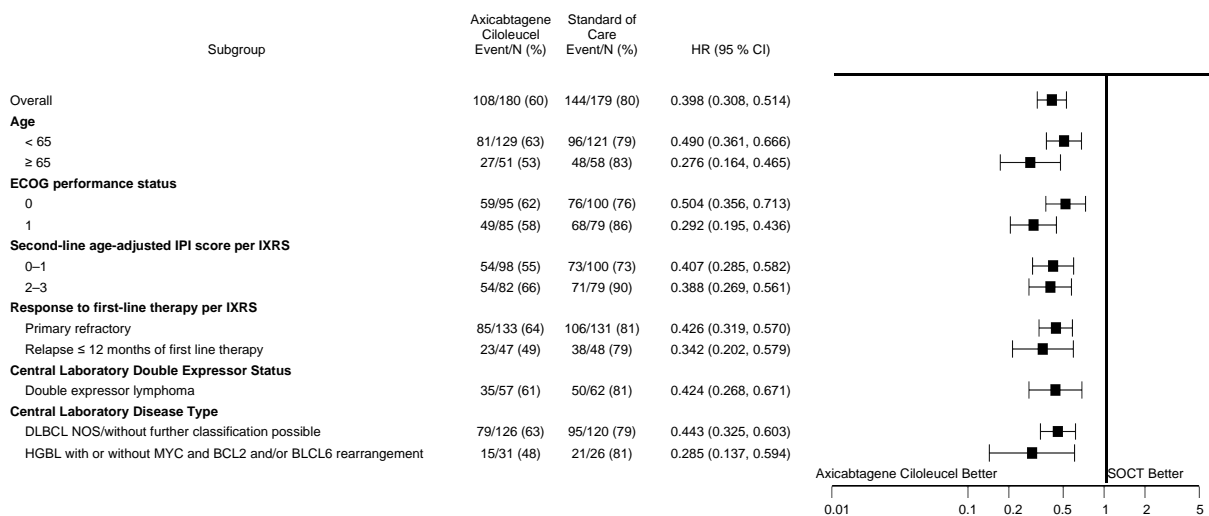 Subgroup
Axicabtagene
Ciloleucel
Event/N (%)
Standard of
Care
Event/N (%)
HR (95 % CI)
Overall 108/180 (60) 144/179 (80) 0.398 (0.308, 0.514)
Age
< 65 81/129 (63) 96/121 (79) 0.490 (0.361, 0.666)
≥ 65 27/51 (53) 48/58 (83) 0.276 (0.164, 0.465)
ECOG performance status
0 59/95 (62) 76/100 (76) 0.504 (0.356, 0.713)
1 49/85 (58) 68/79 (86) 0.292 (0.195, 0.436)
Second-line age-adjusted IPI score per IXRS
0–1 54/98 (55) 73/100 (73) 0.407 (0.285, 0.582)
2–3 54/82 (66) 71/79 (90) 0.388 (0.269, 0.561)
Response to first-line therapy per IXRS
Primary refractory 85/133 (64) 106/131 (81) 0.426 (0.319, 0.570)
Relapse ≤ 12 months of first line therapy 23/47 (49) 38/48 (79) 0.342 (0.202, 0.579)
Central Laboratory Double Expressor Status
Double expressor lymphoma 35/57 (61) 50/62 (81) 0.424 (0.268, 0.671)
Central Laboratory Disease Type
DLBCL NOS/without further classification possible 79/126 (63) 95/120 (79) 0.443 (0.325, 0.603)
HGBL with or without MYC and BCL2 and/or BLCL6 rearrangement 15/31 (48) 21/26 (81) 0.285 (0.137, 0.594)
Axicabtagene Ciloleucel Better SOCT Better
0.01 0.1 0.2 0.5 1 2 5